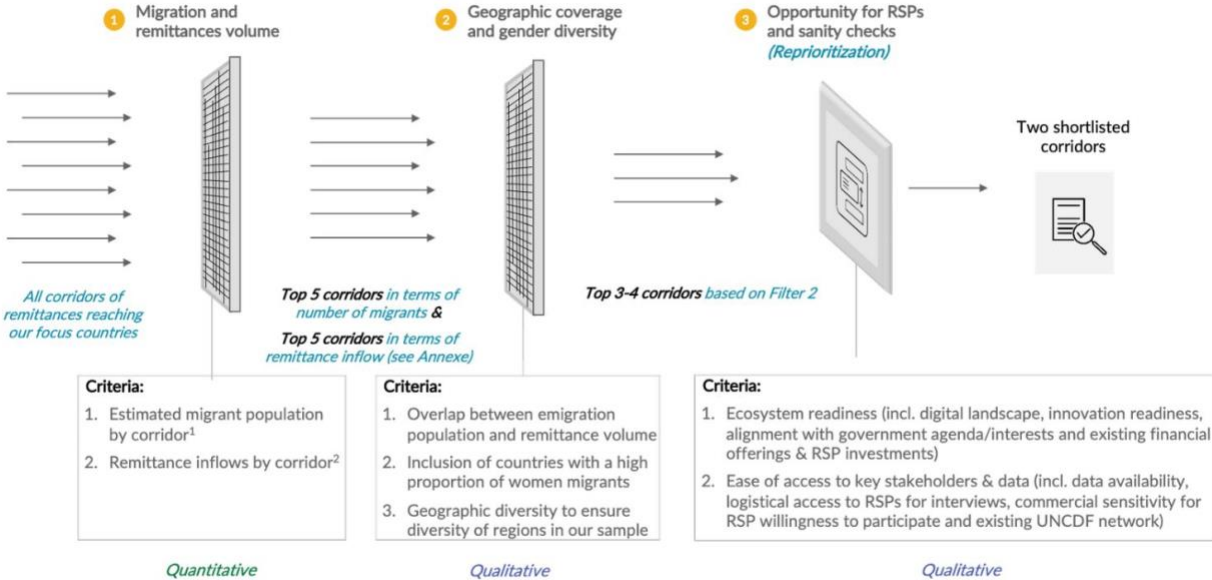 1 Migration and
remittances volume
2 Geographic coverage
and gender diversity
3 Opportunity for RSPs
and sanity checks
(Reprioritization)
All corridors of
remittances reaching
our focus countries
Top 5 corridors in terms of
number of migrants &
Top 5 corridors in terms of
remittance inflow (see Annexe)
Top 3-4 corridors based on Filter 2
Two shortlisted
corridors
Criteria:
1. Estimated migrant population
by corridor¹
2. Remittance inflows by corridor²
Criteria:
1. Overlap between emigration
population and remittance volume
2. Inclusion of countries with a high
proportion of women migrants
3. Geographic diversity to ensure
diversity of regions in our sample
Criteria:
1. Ecosystem readiness (incl. digital landscape, innovation readiness,
alignment with government agenda/interests and existing financial
offerings & RSP investments)
2. Ease of access to key stakeholders & data (incl. data availability,
logistical access to RSPs for interviews, commercial sensitivity for
RSP willingness to participate and existing UNCDF network)
Quantitative
Qualitative
Qualitative